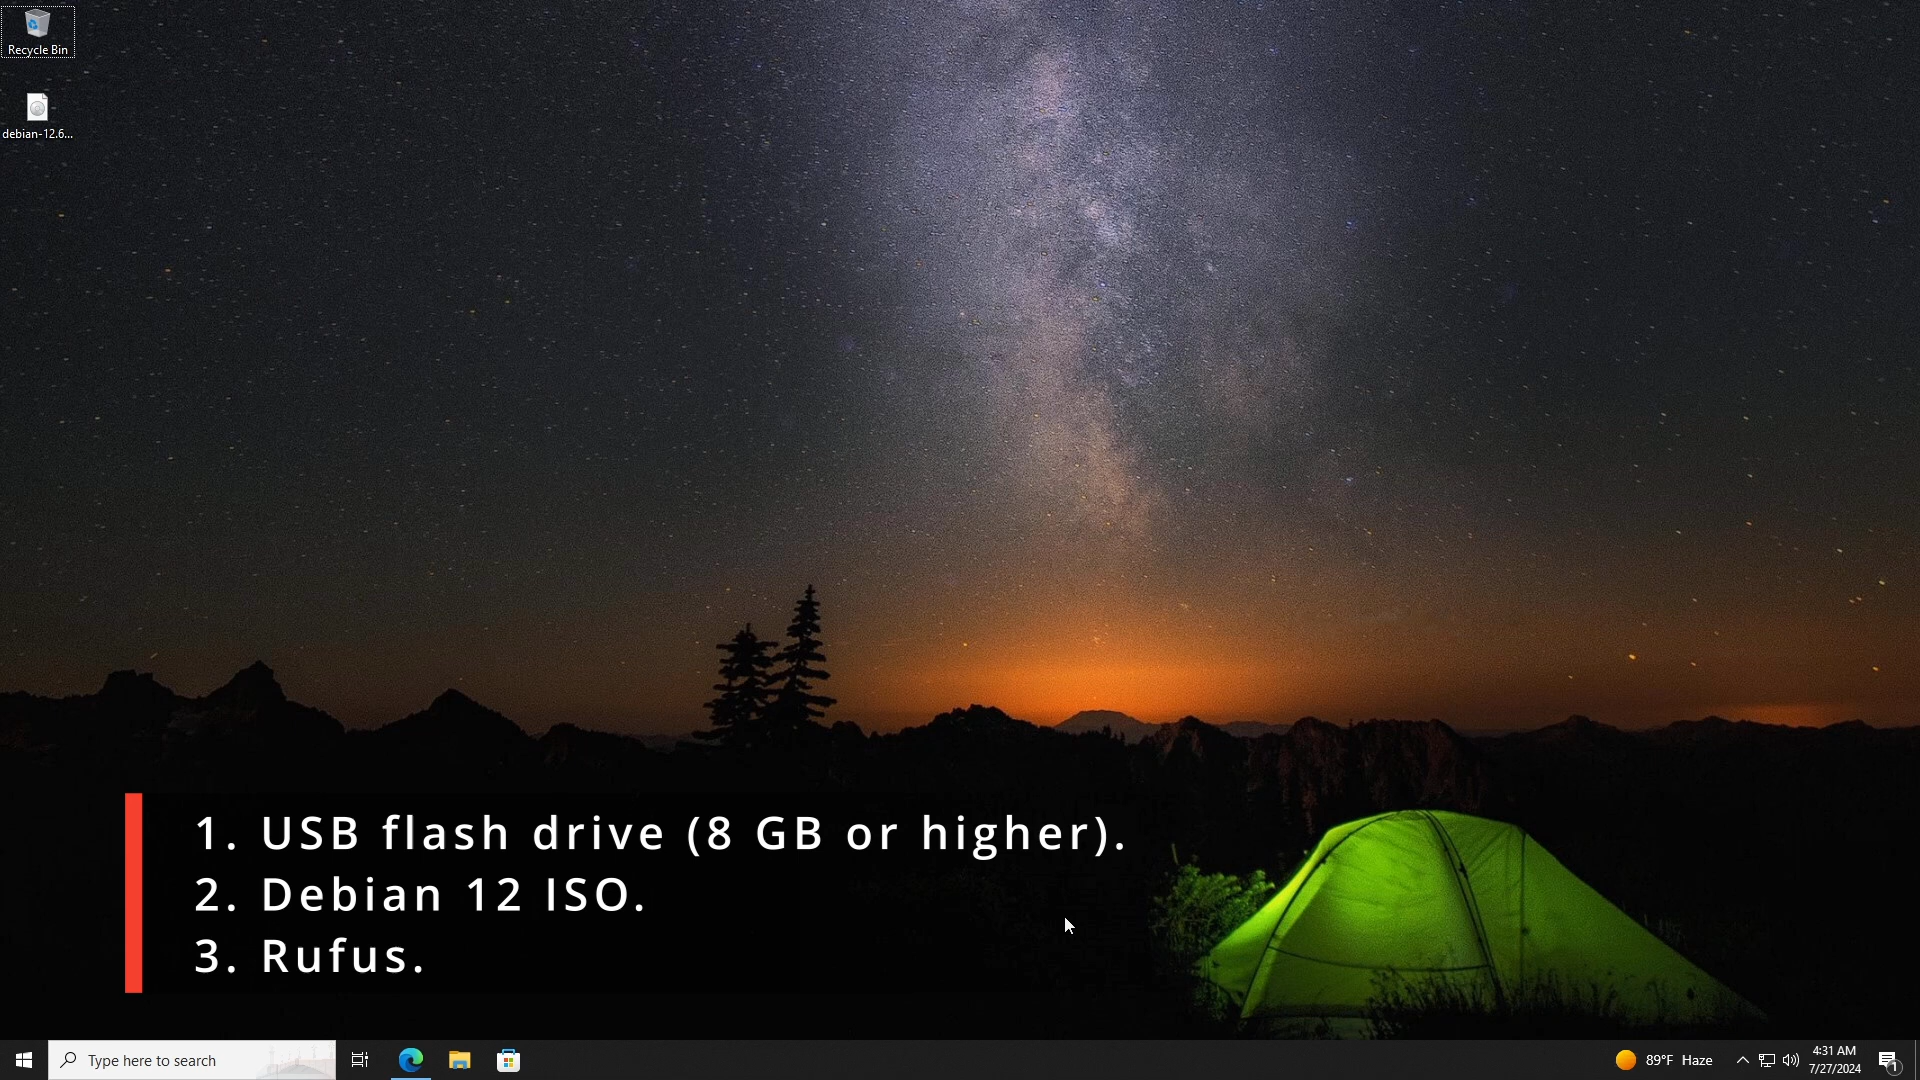 Recycle Bin
debian-12.6...
1. USB flash drive (8 GB or higher).
2. Debian 12 ISO.
3. Rufus.
Type here to search
89°F Haze
4:31 AM
7/27/2024
1